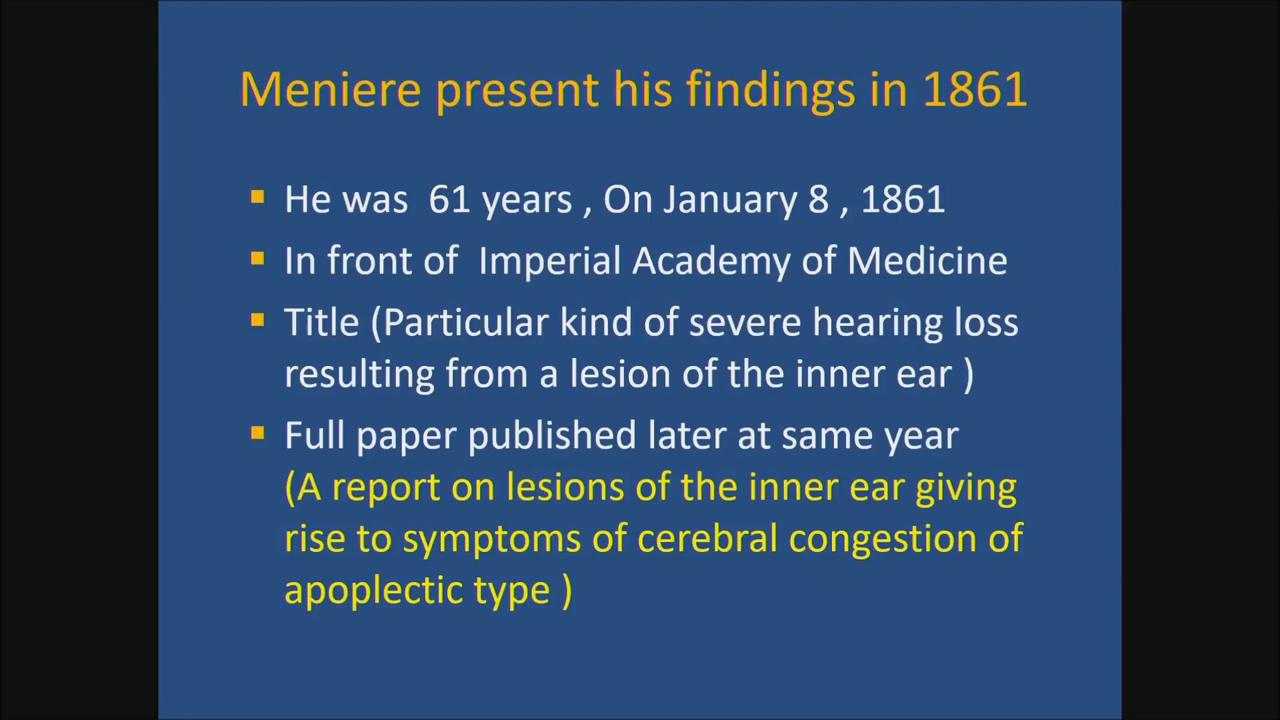 Meniere present his findings in 1861
He was 61 years , On January 8 , 1861
In front of Imperial Academy of Medicine
Title (Particular kind of severe hearing loss
resulting from a lesion of the inner ear )
Full paper published later at same year
(A report on lesions of the inner ear giving
rise to symptoms of cerebral congestion of
apoplectic type )